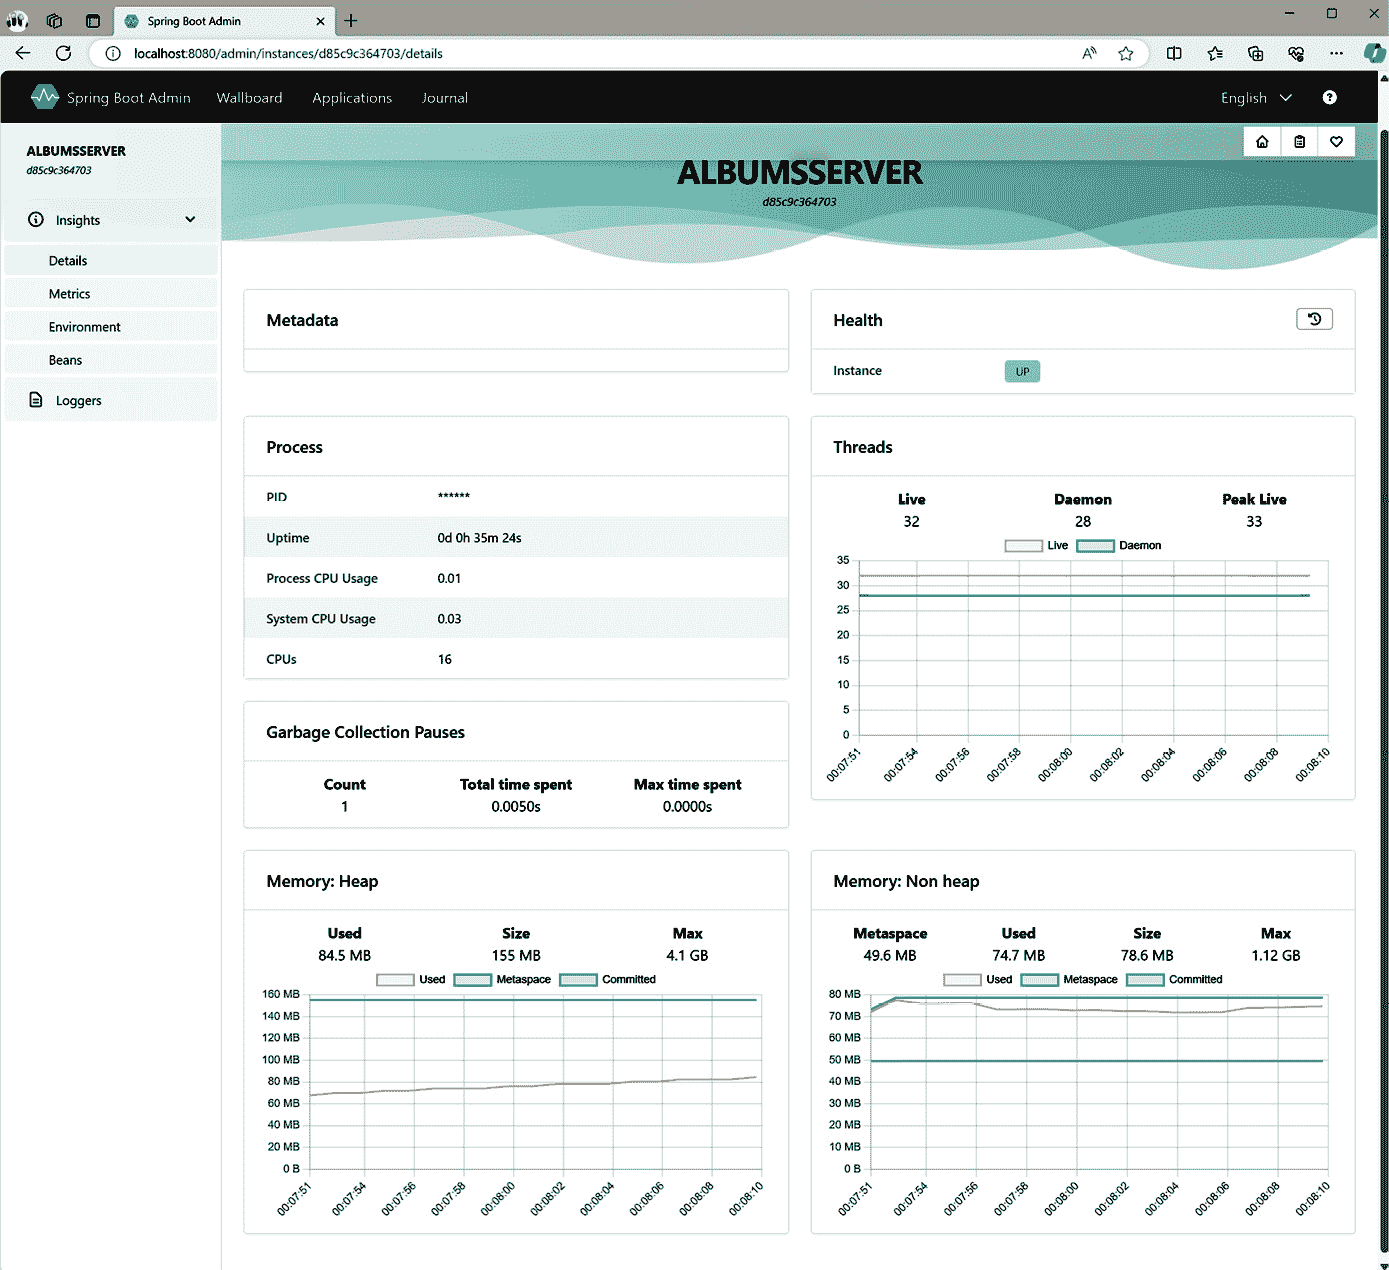 Spring Boot Admin
localhost:8080/admin/instances/d85c9c364703/details
Spring Boot Admin Wallboard Applications Journal English
ALBUMSSERVER
d85c9c364703
Insights
Details
Metrics
Environment
Beans
Loggers
ALBUMSSERVER
d85c9c364703
Metadata
Health
Instance UP
Process
PID ******
Uptime 0d 0h 35m 24s
Process CPU Usage 0.01
System CPU Usage 0.03
CPUs 16
Threads
Live Daemon Peak Live
32 28 33
Live Daemon
35
30
25
20
15
10
5
0
00:07:51 00:07:54 00:07:56 00:07:58 00:08:00 00:08:02 00:08:04 00:08:06 00:08:08 00:08:10
Garbage Collection Pauses
Count Total time spent Max time spent
1 0.0050s 0.0000s
Memory: Heap
Used Size Max
84.5 MB 155 MB 4.1 GB
Used Metaspace Committed
160 MB
140 MB
120 MB
100 MB
80 MB
60 MB
40 MB
20 MB
0 B
00:07:51 00:07:54 00:07:56 00:07:58 00:08:00 00:08:02 00:08:04 00:08:06 00:08:08 00:08:10
Memory: Non heap
Metaspace Used Size Max
49.6 MB 74.7 MB 78.6 MB 1.12 GB
Used Metaspace Committed
80 MB
70 MB
60 MB
50 MB
40 MB
30 MB
20 MB
10 MB
0 B
00:07:51 00:07:54 00:07:56 00:07:58 00:08:00 00:08:02 00:08:04 00:08:06 00:08:08 00:08:10